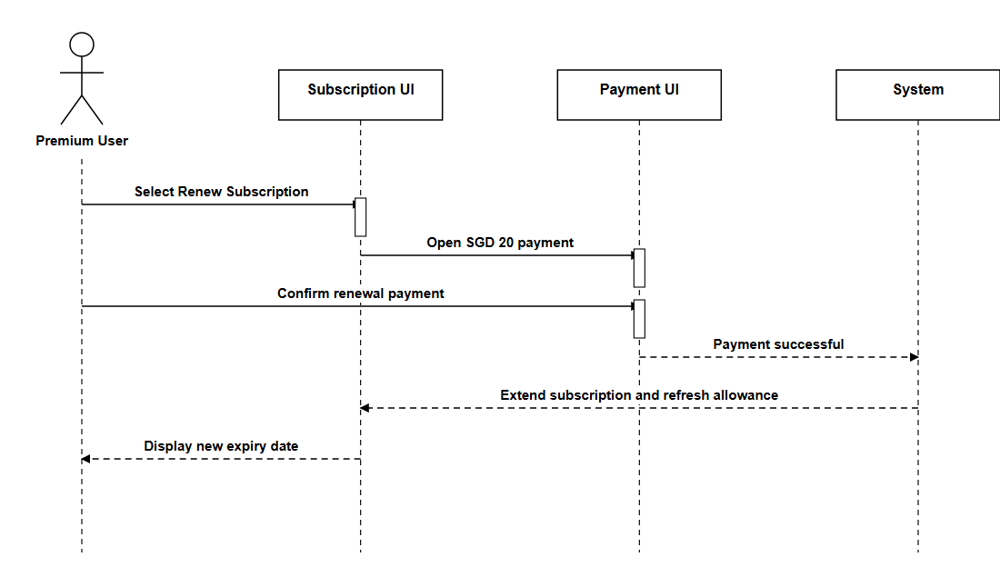 Subscription UI
Payment UI
System
Premium User
Select Renew Subscription
Open SGD 20 payment
Confirm renewal payment
Payment successful
Extend subscription and refresh allowance
Display new expiry date